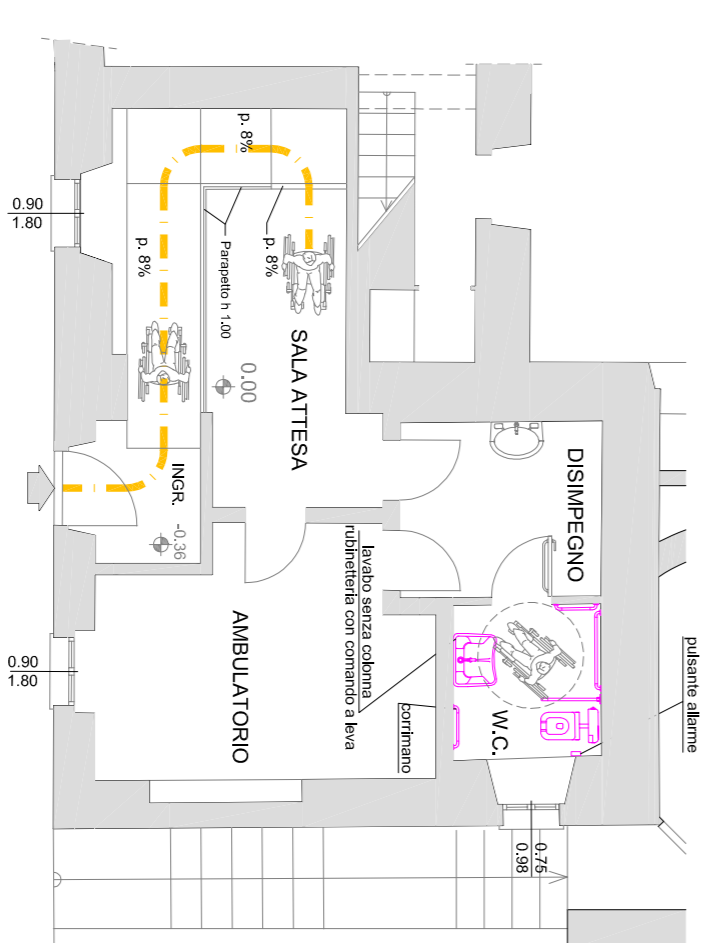 p. 8%
0.90
1.80
p. 8%
p. 8%
Parapetto h 1.00
SALA ATTESA
0.00
INGR.
-0.36
DISIMPEGNO
lavabo senza colonna
rubinetteria con comando a leva
AMBULATORIO
0.90
1.80
corrimano
W.C.
pulsante allarme
0.75
0.98